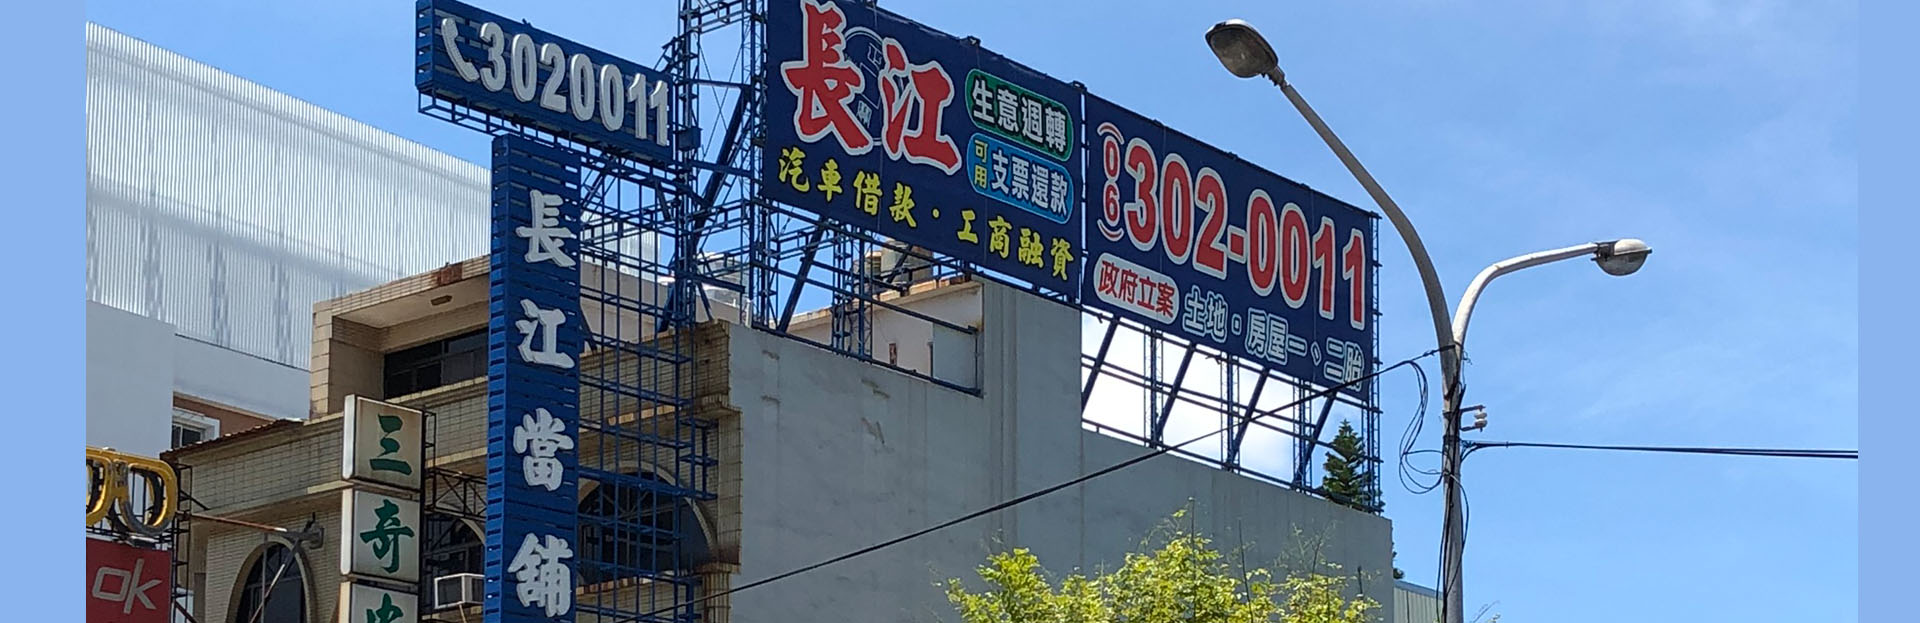 3020011
長江當舖
長江
生意週轉
可用支票還款
汽車借款・工商融資
(06)302-0011
政府立案 土地・房屋一、二胎
三奇
ok